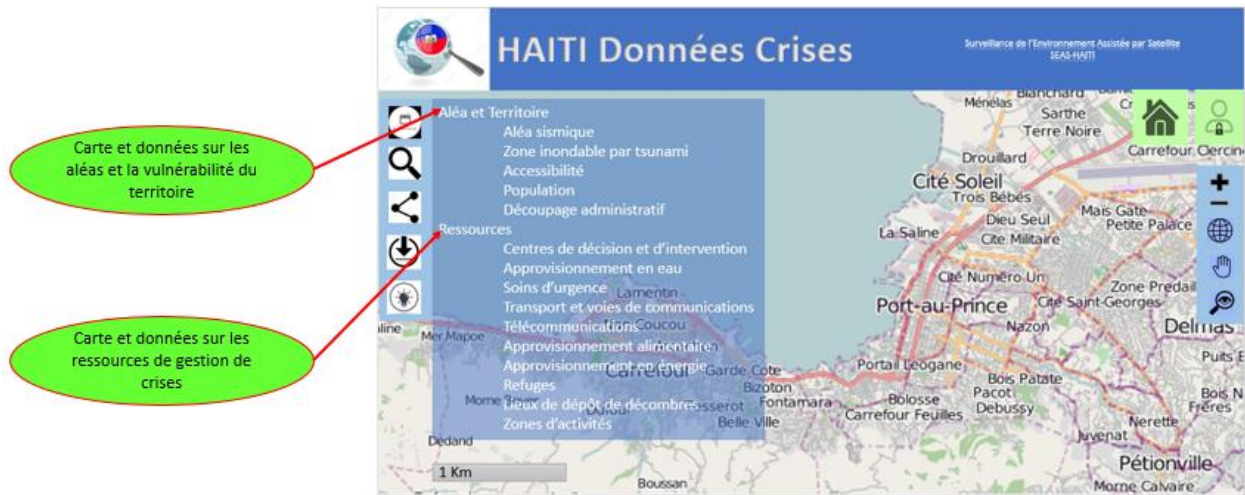 HAITI Données Crises
Surveillance de l'Environnement Assistée par Satellite
SEAS-HAITI
Carte et données sur les
aléas et la vulnérabilité du
territoire
Carte et données sur les
ressources de gestion de
crises
Aléa et Territoire
Aléa sismique
Zone inondable par tsunami
Accessibilité
Population
Découpage administratif
Ressources
Centres de décision et d'intervention
Approvisionnement en eau
Soins d'urgence
Transport et voies de communications
Télécommunications
Approvisionnement alimentaire
Approvisionnement en énergie
Refuges
Lieux de dépôt de décombres
Zones d'activités
1 Km
Blanchard
Ménelas
Sarthe
Terre Noire
Drouillard
Carrefour Clercin
Cité Soleil
Trois Bébés
Dieu Seul
Mais Gate
Petite Palace
La Saline
Cite Militaire
Cité Numéro Un
Zone Predail
Port-au-Prince
Cité Saint-Georges
Nazon
Delmas
Lamentin
Mer Mapoe
Coucou
Carrefour
Garde Cote
Bizoton
Fontamara
Portail Léogane
Bois Patate
Pacot
Debussy
Puits
Bolosse
Carrefour Feuilles
Bois N
Frères
Nerette
Juvenat
Dufour
Belle Ville
Dedand
Boussan
Pétionville
Morne Calvaire